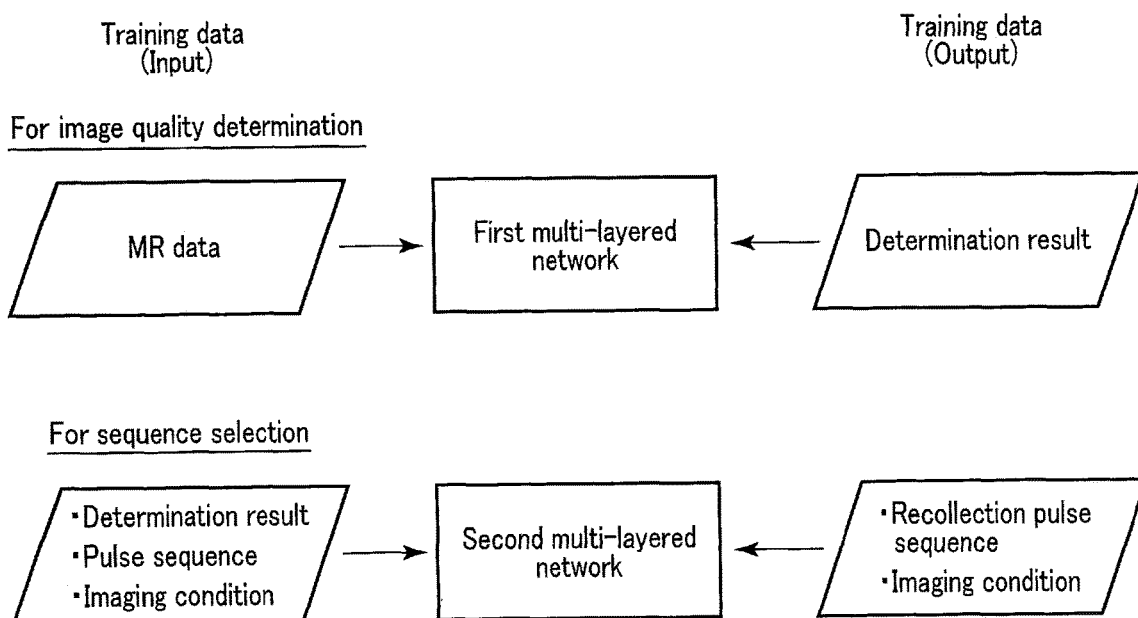 Training data
(Input)
Training data
(Output)
For image quality determination
MR data
First multi-layered
network
Determination result
For sequence selection
・Determination result
・Pulse sequence
・Imaging condition
Second multi-layered
network
・Recollection pulse
sequence
・Imaging condition